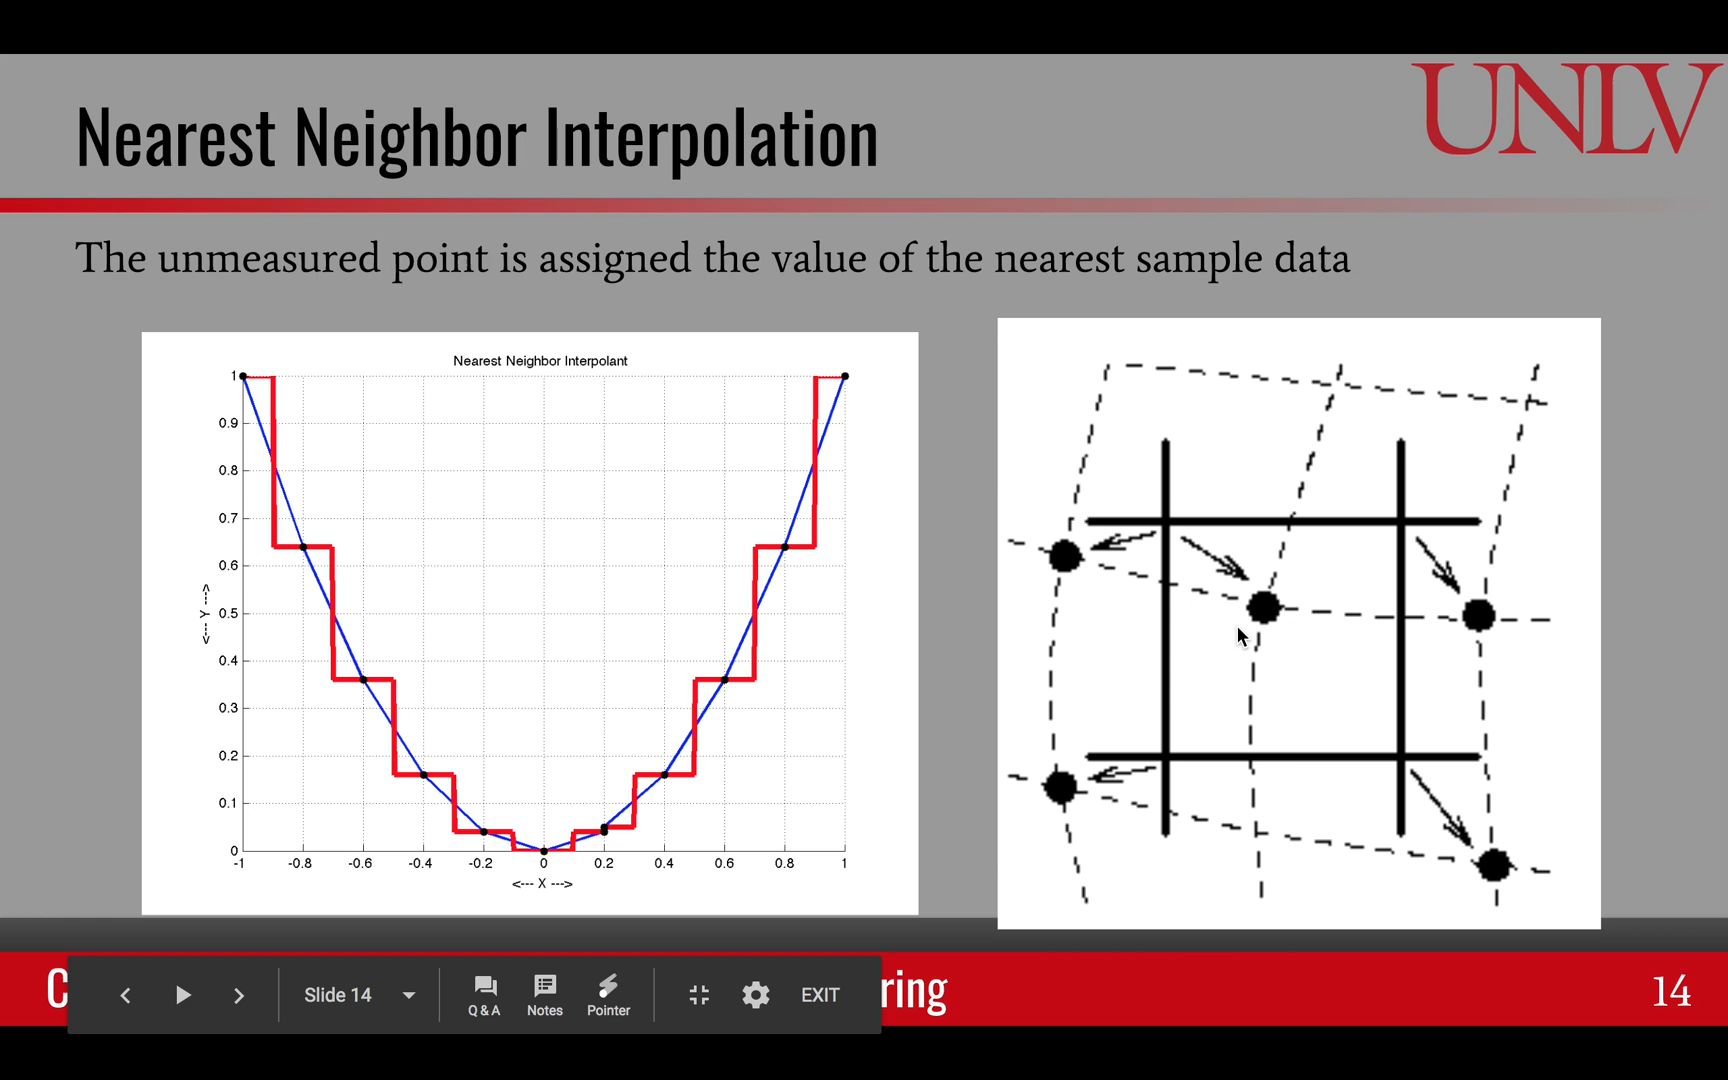 UNLV
Nearest Neighbor Interpolation
The unmeasured point is assigned the value of the nearest sample data
Nearest Neighbor Interpolant
1
0.9
0.8
0.7
0.6
0.5
0.4
0.3
0.2
0.1
0
<--- Y --->
-1 -0.8 -0.6 -0.4 -0.2 0 0.2 0.4 0.6 0.8 1
<--- X --->
C
ring
14
Slide 14
Q & A
Notes
Pointer
EXIT